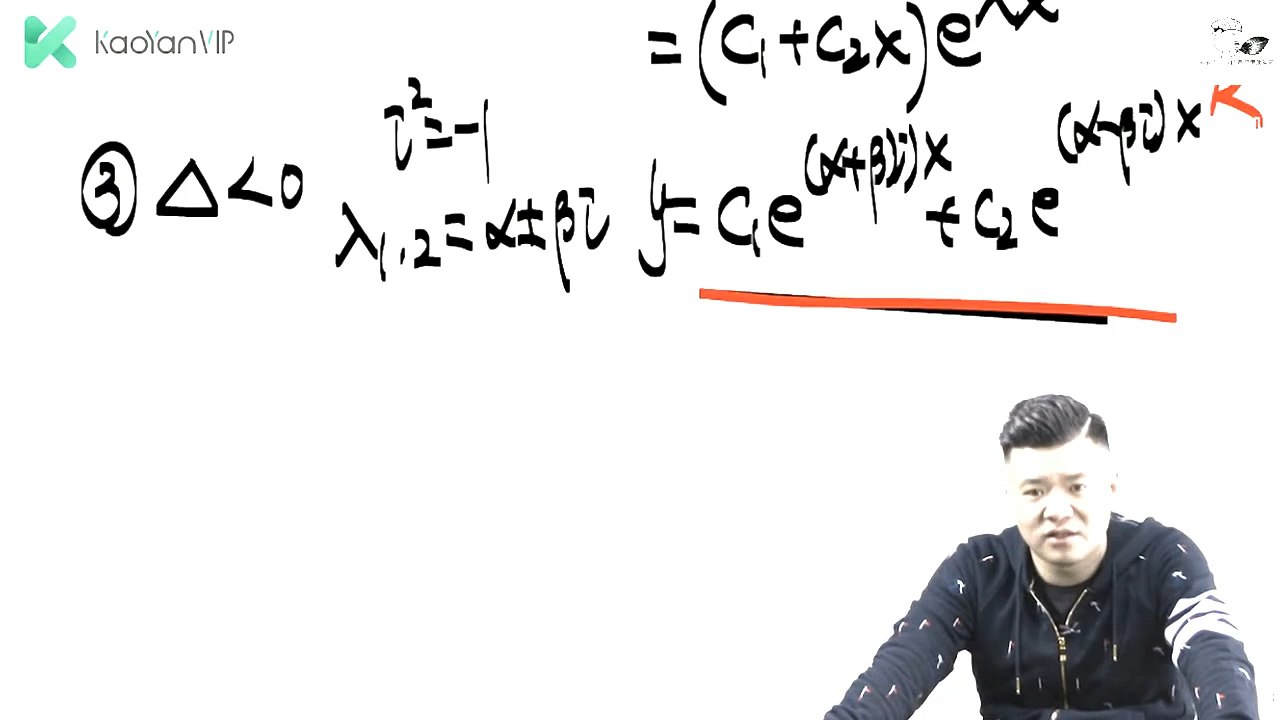 KaoYanVIP
= (C₁ + C₂x)e^{λx}
i² = -1
③ △ < 0
λ₁,₂ = α ± βi y = C₁e^{(α+βi)x} + C₂e^{(α-βi)x}